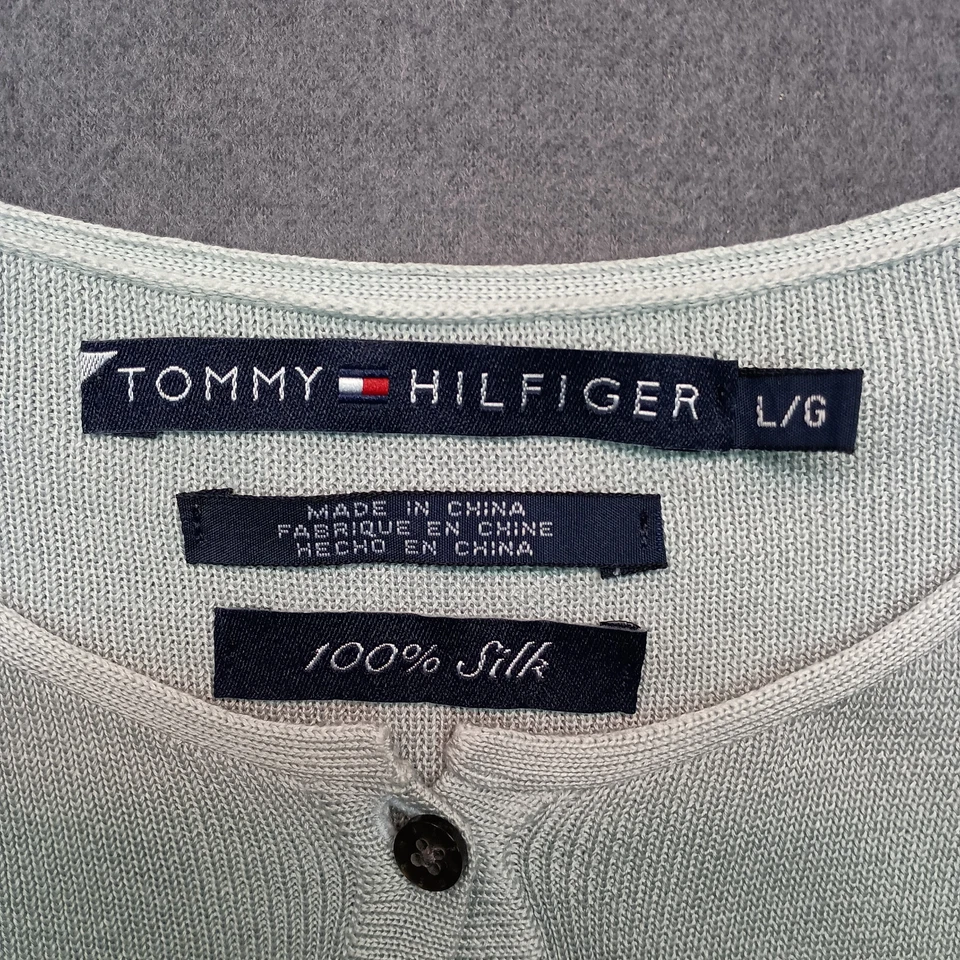 TOMMY HILFIGER L/G
MADE IN CHINA
FABRIQUE EN CHINE
HECHO EN CHINA
100% Silk